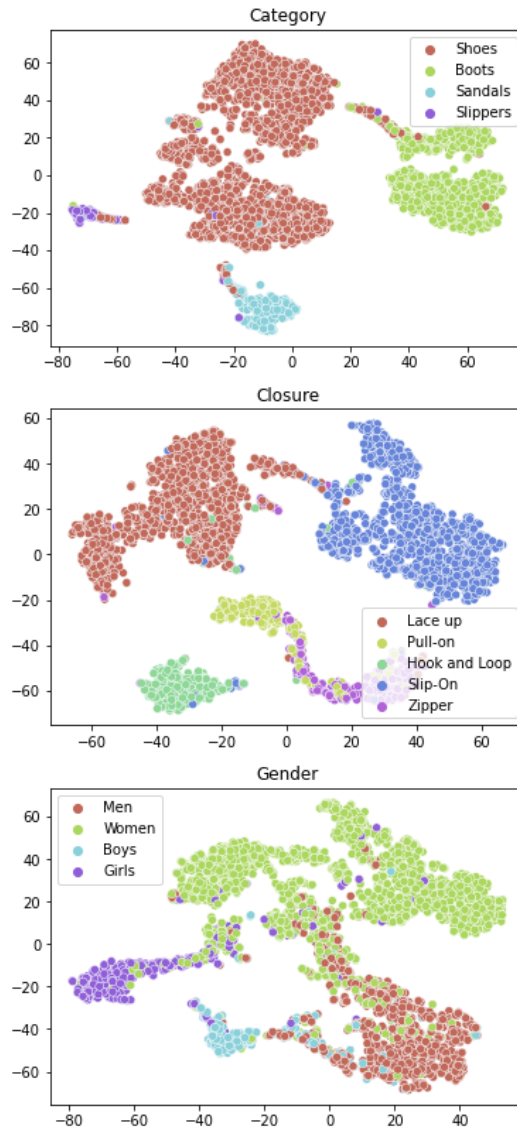 Category
Shoes
Boots
Sandals
Slippers
60
40
20
0
−20
−40
−60
−80
−80 −60 −40 −20 0 20 40 60
Closure
60
40
20
0
−20
−40
−60
Lace up
Pull-on
Hook and Loop
Slip-On
Zipper
−60 −40 −20 0 20 40 60
Gender
Men
Women
Boys
Girls
60
40
20
0
−20
−40
−60
−80 −60 −40 −20 0 20 40